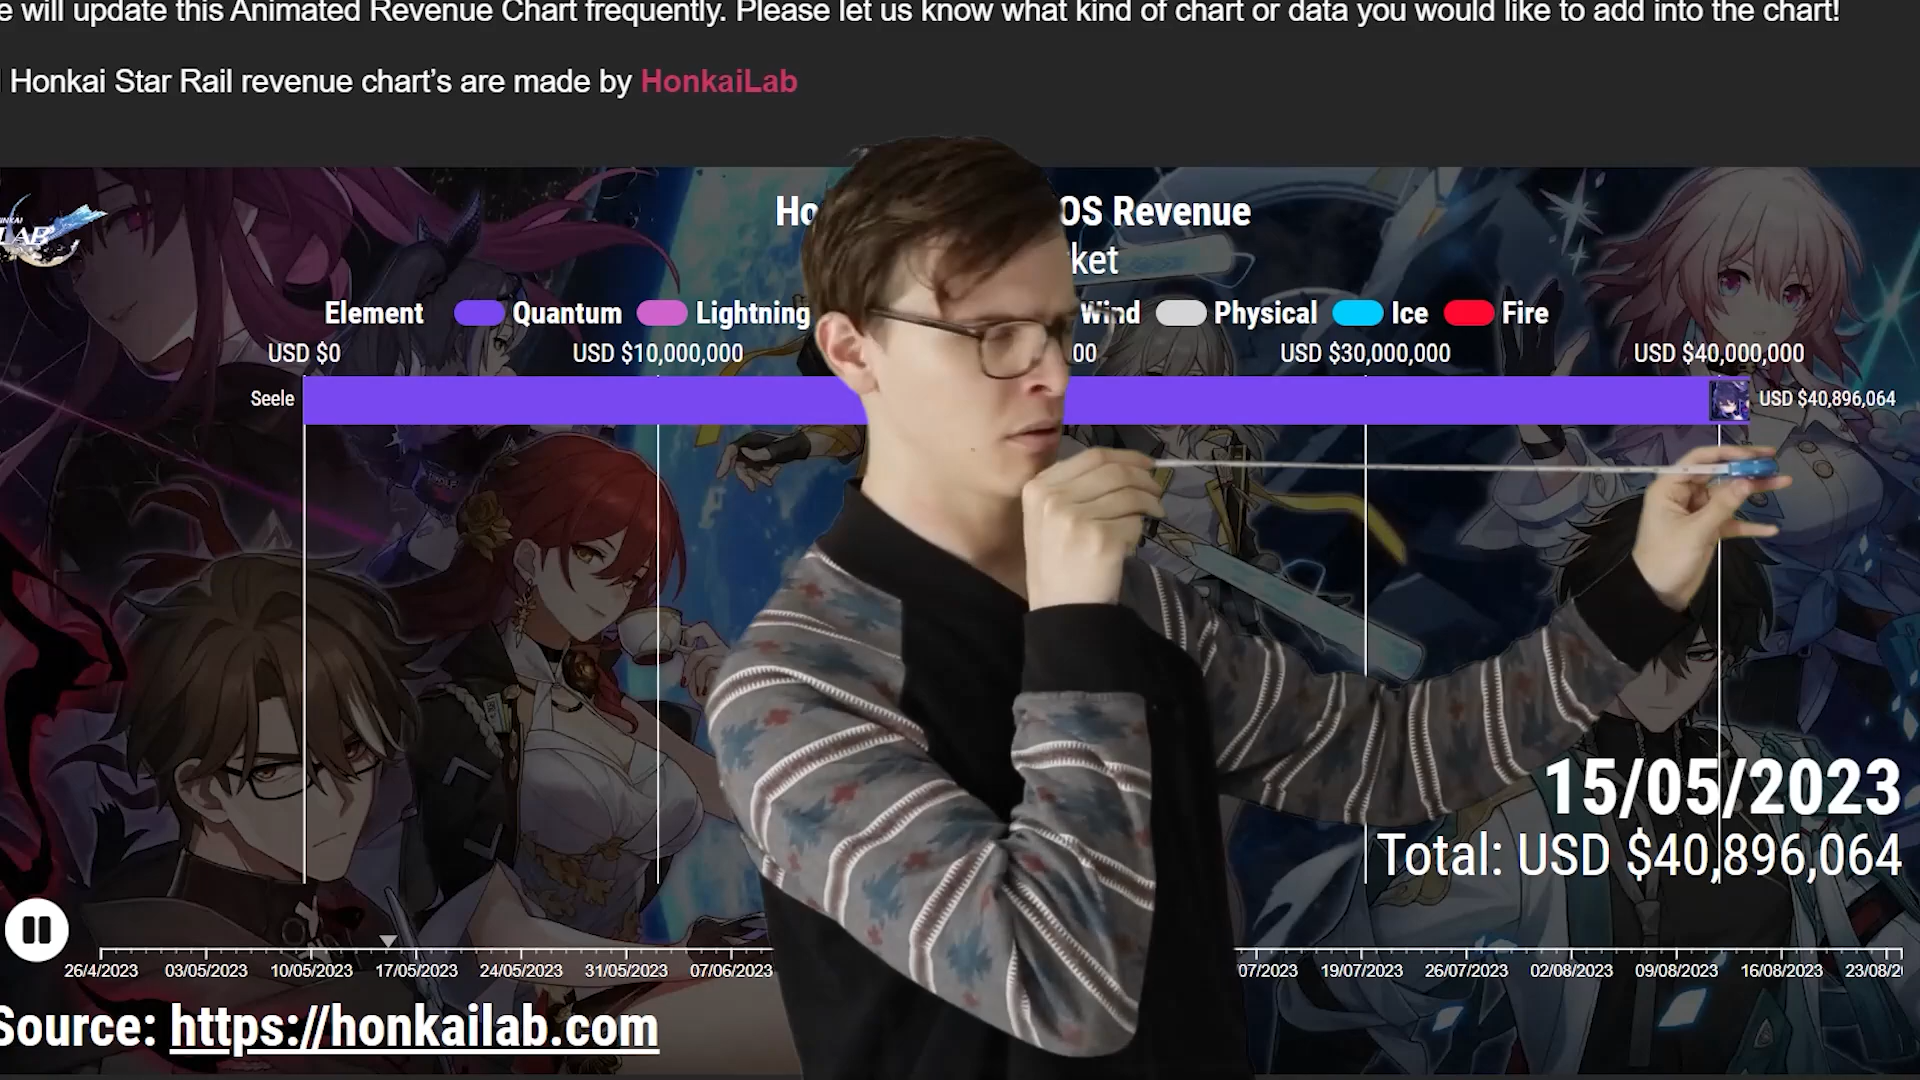 e will update this Animated Revenue Chart frequently. Please let us know what kind of chart or data you would like to add into the chart!
Honkai Star Rail revenue chart's are made by HonkaiLab
OS Revenue
LAB
Element Quantum Lightning Wind Physical Ice Fire
USD $0 USD $10,000,000 00 USD $30,000,000 USD $40,000,000
Seele USD $40,896,064
15/05/2023
Total: USD $40,896,064
26/4/2023 03/05/2023 10/05/2023 17/05/2023 24/05/2023 31/05/2023 07/06/2023 07/2023 19/07/2023 26/07/2023 02/08/2023 09/08/2023 16/08/2023 23/08/2
Source: https://honkailab.com